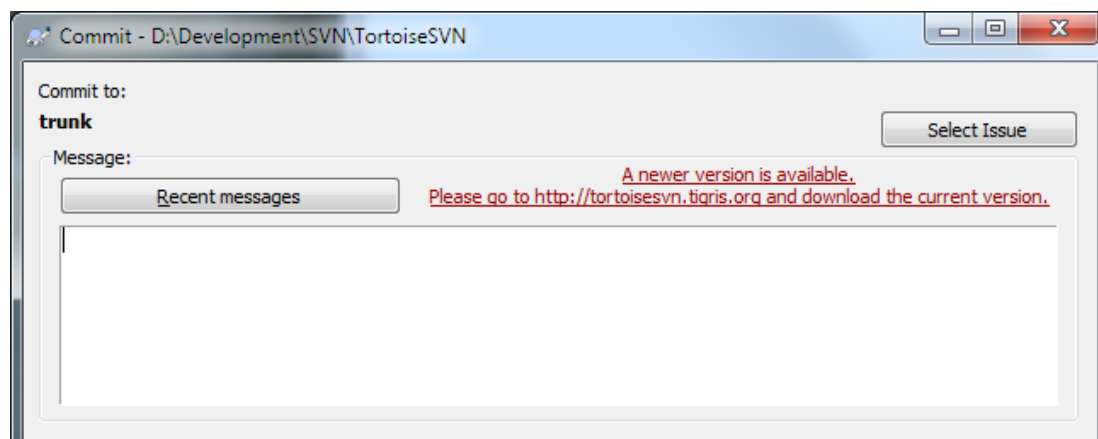 Commit - D:\Development\SVN\TortoiseSVN
Commit to:
trunk
Select Issue
Message:
Recent messages
A newer version is available.
Please go to http://tortoisesvn.tigris.org and download the current version.